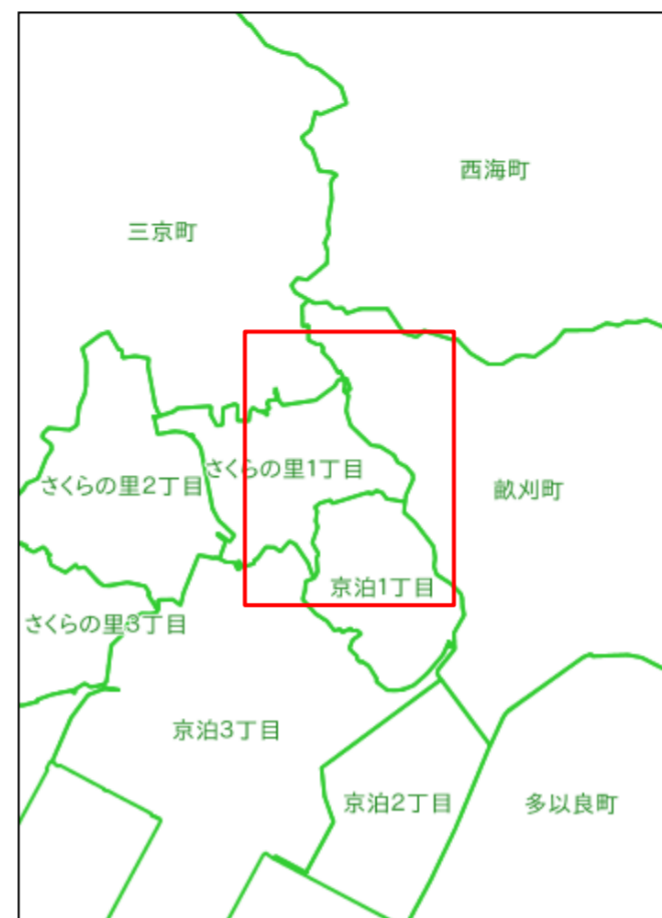 西海町
三京町
さくらの里1丁目
さくらの里2丁目
畝刈町
京泊1丁目
さくらの里3丁目
京泊3丁目
京泊2丁目
多以良町